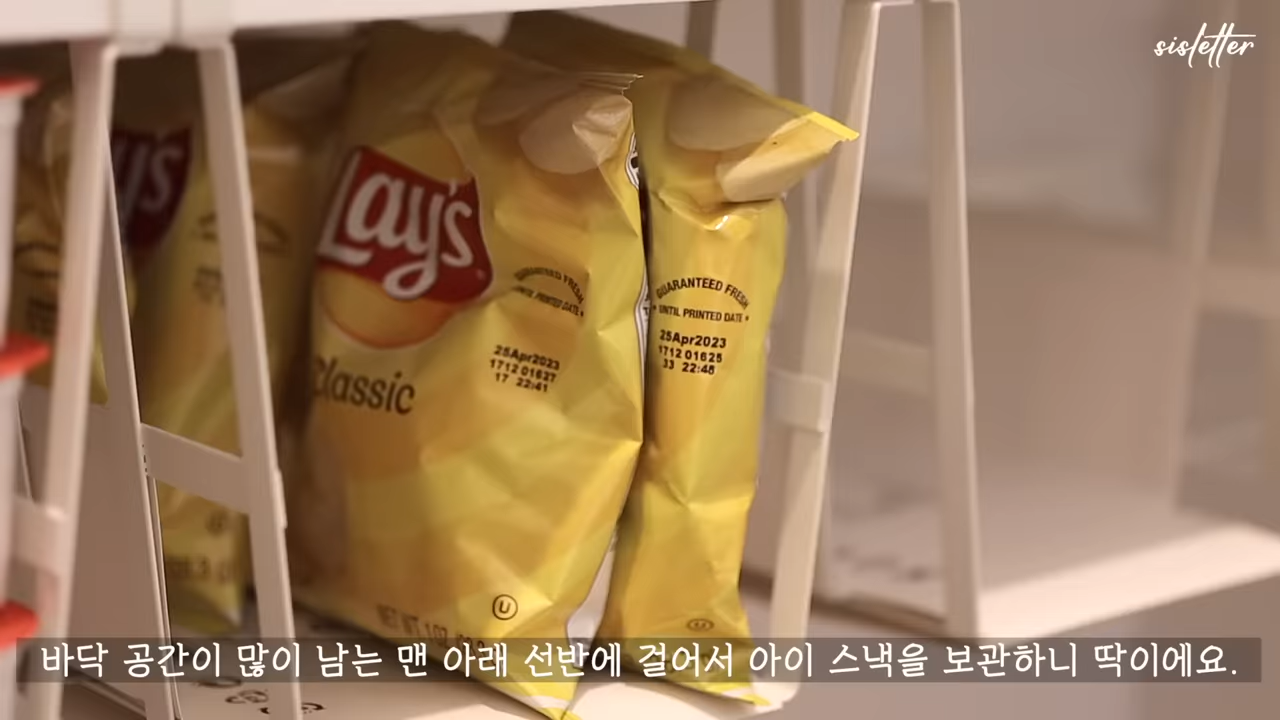 sisletter
Lay's
Classic
GUARANTEED FRESH
UNTIL PRINTED DATE
25Apr2023
1712 01627
17 22:41
GUARANTEED FRESH
UNTIL PRINTED DATE
25Apr2023
1712 01625
33 22:48
U
바닥 공간이 많이 남는 맨 아래 선반에 걸어서 아이 스낵을 보관하니 딱이에요.